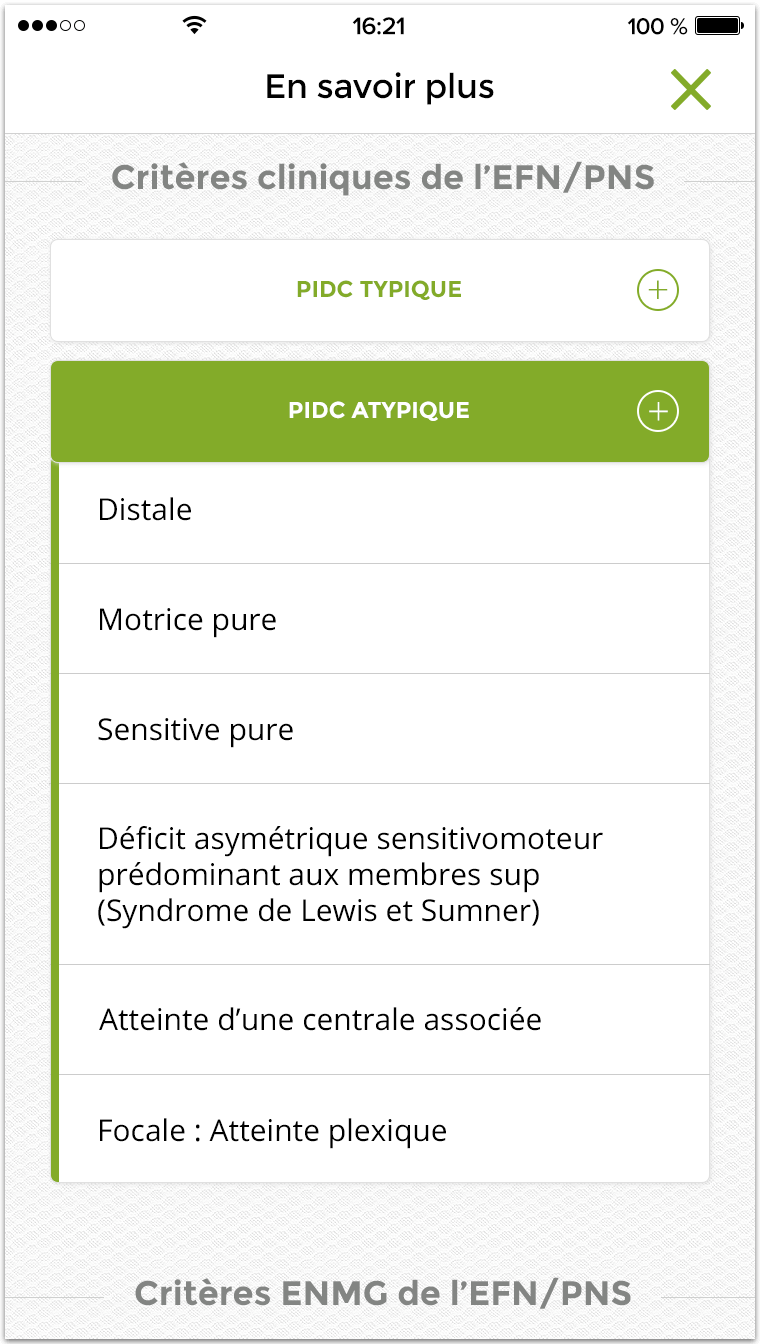 16:21
100 %
En savoir plus
Critères cliniques de l’EFN/PNS
PIDC TYPIQUE
PIDC ATYPIQUE
Distale
Motrice pure
Sensitive pure
Déficit asymétrique sensitivomoteur
prédominant aux membres sup
(Syndrome de Lewis et Sumner)
Atteinte d’une centrale associée
Focale : Atteinte plexique
Critères ENMG de l’EFN/PNS